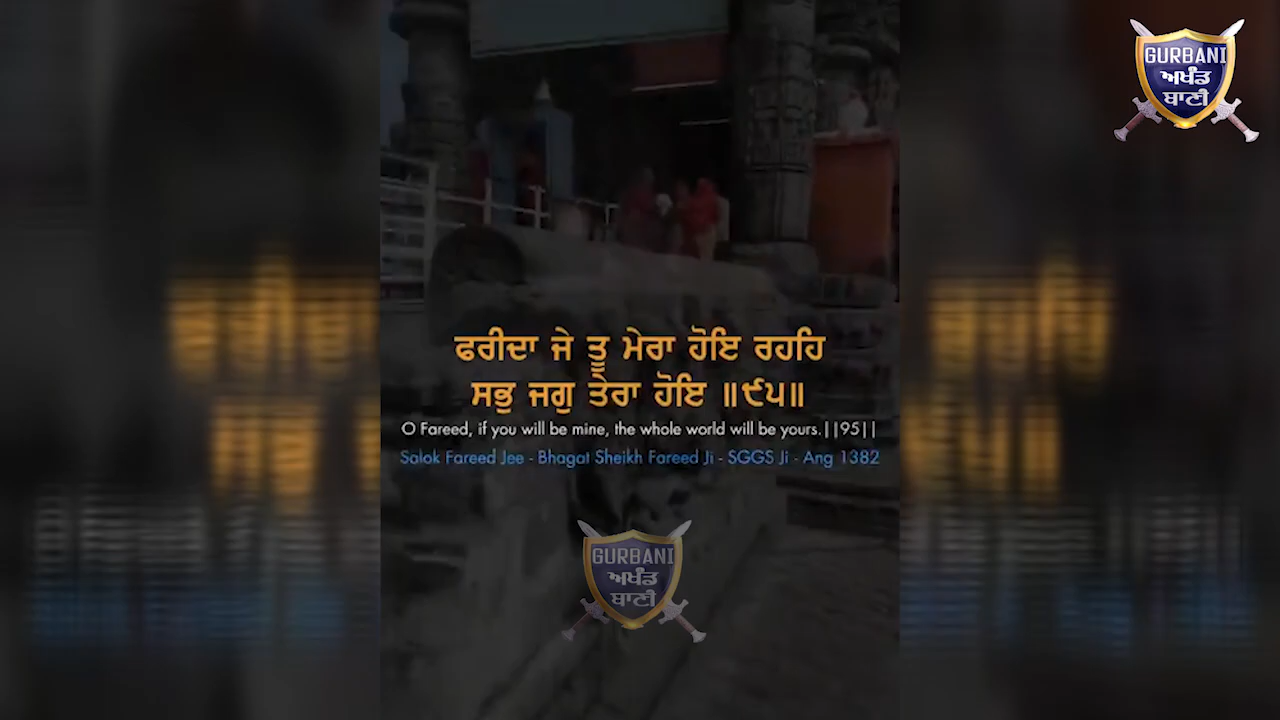 GURBANI
ਅਖੰਡ
ਬਾਣੀ
ਫਰੀਦਾ ਜੇ ਤੂ ਮੇਰਾ ਹੋਇ ਰਹਹਿ
ਸਭੁ ਜਗੁ ਤੇਰਾ ਹੋਇ ॥੯੫॥
O Fareed, if you will be mine, the whole world will be yours.||95||
Salok Fareed Jee - Bhagat Sheikh Fareed Ji - SGGS Ji - Ang 1382
GURBANI
ਅਖੰਡ
ਬਾਣੀ